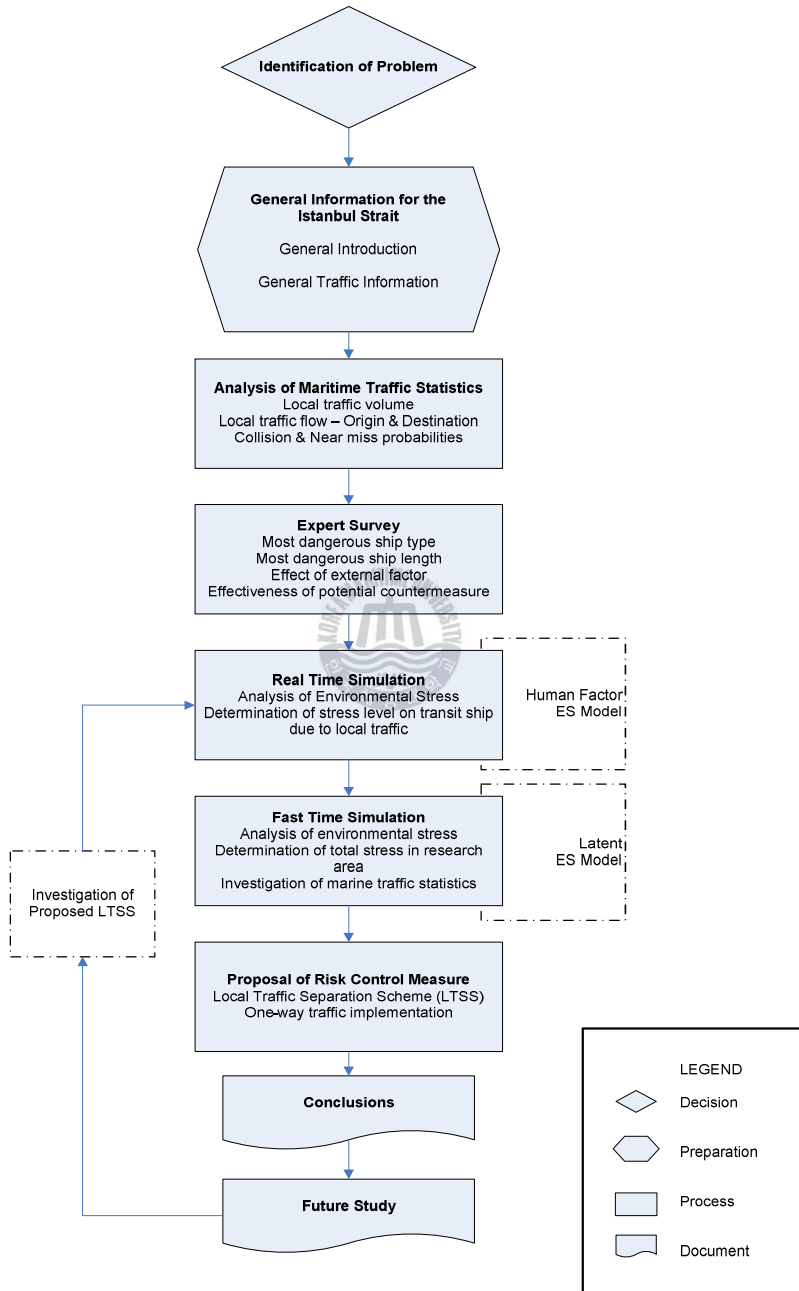 Identification of Problem
General Information for the
Istanbul Strait
General Introduction
General Traffic Information
Analysis of Maritime Traffic Statistics
Local traffic volume
Local traffic flow – Origin & Destination
Collision & Near miss probabilities
Expert Survey
Most dangerous ship type
Most dangerous ship length
Effect of external factor
Effectiveness of potential countermeasure
KOREA MARITIME UNIVERSITY
Real Time Simulation
Analysis of Environmental Stress
Determination of stress level on transit ship
due to local traffic
Human Factor
ES Model
Fast Time Simulation
Analysis of environmental stress
Determination of total stress in research
area
Investigation of marine traffic statistics
Latent
ES Model
Investigation of
Proposed LTSS
Proposal of Risk Control Measure
Local Traffic Separation Scheme (LTSS)
One-way traffic implementation
Conclusions
Future Study
LEGEND
Decision
Preparation
Process
Document